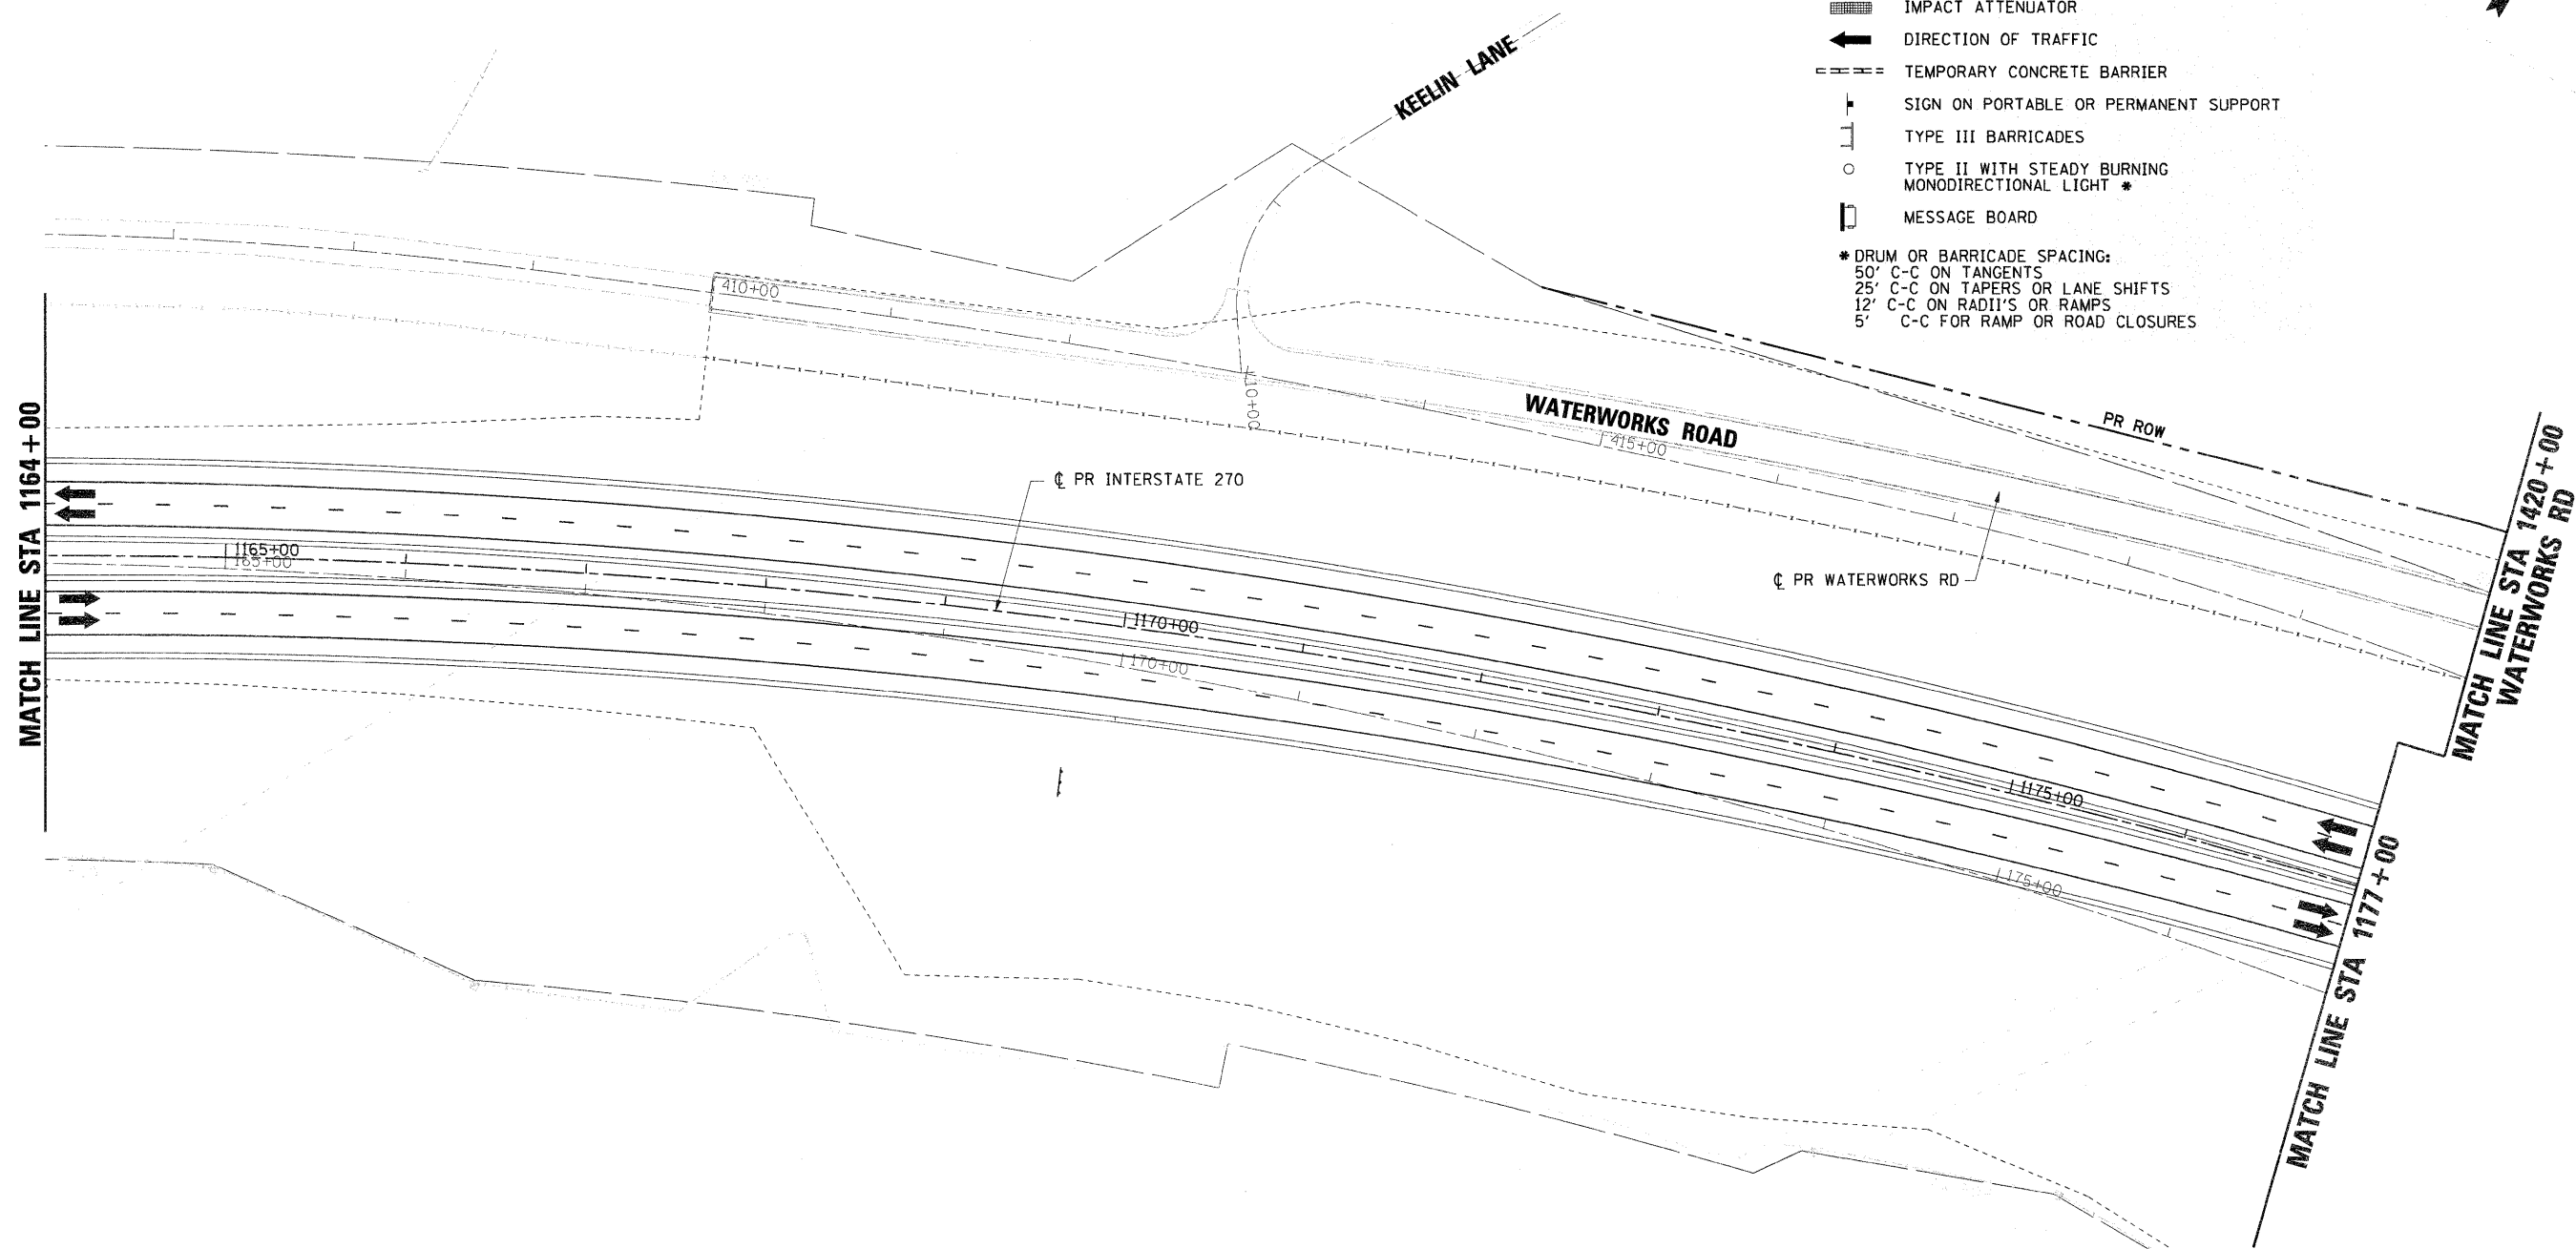 IMPACT ATTENUATOR
DIRECTION OF TRAFFIC
TEMPORARY CONCRETE BARRIER
SIGN ON PORTABLE OR PERMANENT SUPPORT
TYPE III BARRICADES
TYPE II WITH STEADY BURNING
MONODIRECTIONAL LIGHT *
MESSAGE BOARD
* DRUM OR BARRICADE SPACING:
50' C-C ON TANGENTS
25' C-C ON TAPERS OR LANE SHIFTS
12' C-C ON RADII'S OR RAMPS
5' C-C FOR RAMP OR ROAD CLOSURES
KEELIN LANE
410+00
10+00
WATERWORKS ROAD
415+00
PR ROW
℄ PR INTERSTATE 270
℄ PR WATERWORKS RD
MATCH LINE STA 1164+00
1165+00
165+00
1170+00
170+00
1175+00
175+00
MATCH LINE STA 1420+00
WATERWORKS RD
MATCH LINE STA 1177+00